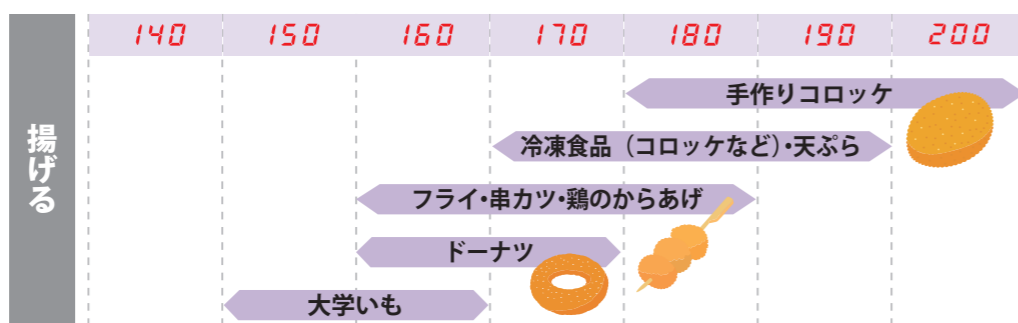 揚げる
140 150 160 170 180 190 200
手作りコロッケ
冷凍食品（コロッケなど）・天ぷら
フライ・串カツ・鶏のからあげ
ドーナツ
大学いも